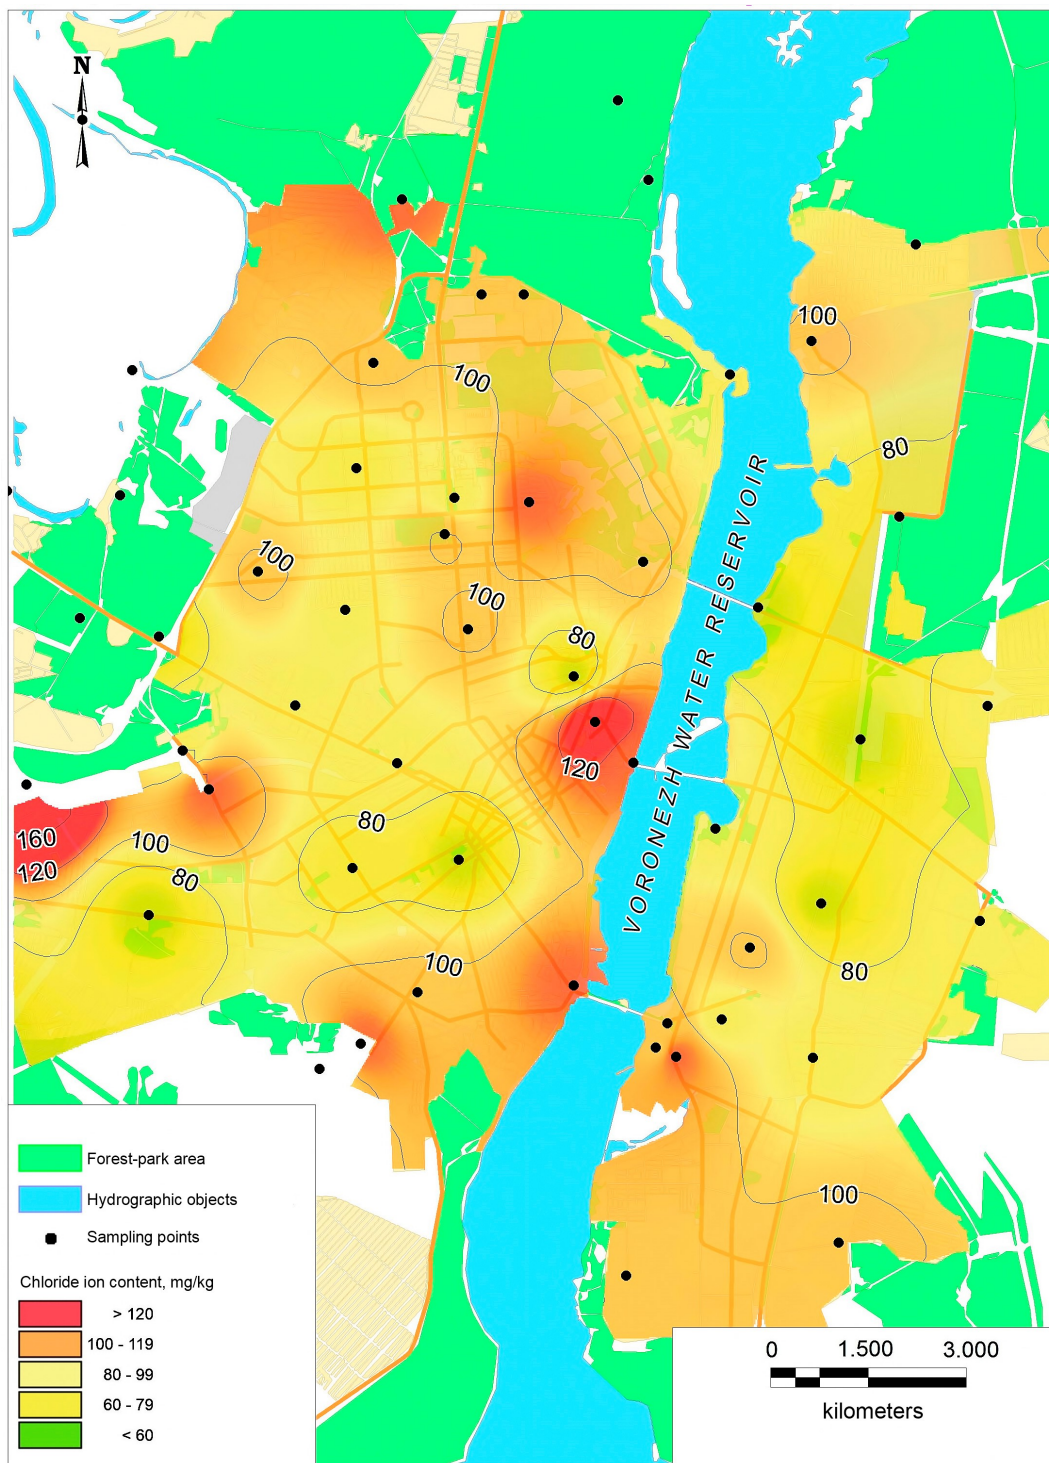 N
100
100
80
100
100
80
VORONEZH WATER RESERVOIR
120
160
120
100
80
80
100
80
100
Forest-park area
Hydrographic objects
Sampling points
Chloride ion content, mg/kg
> 120
100 - 119
80 - 99
60 - 79
< 60
0 1.500 3.000
kilometers